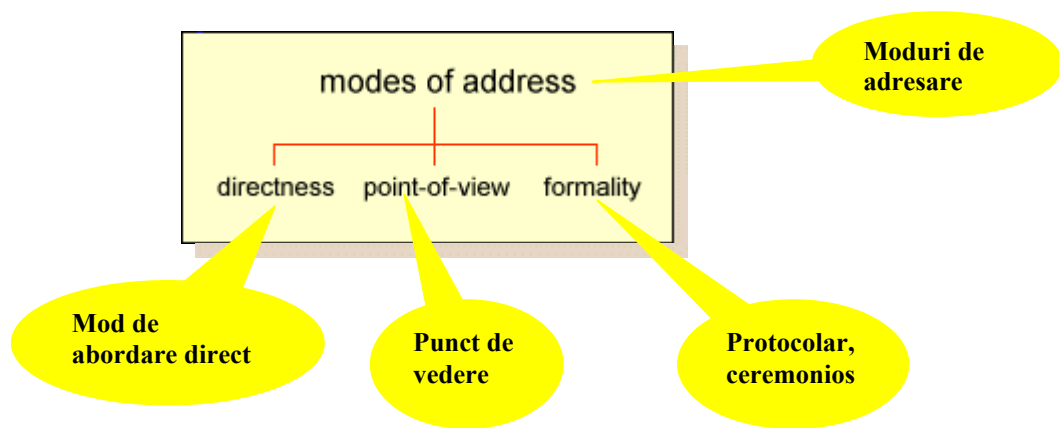 Moduri de
adresare
modes of address
directness point-of-view formality
Mod de
abordare direct
Punct de
vedere
Protocolar,
ceremonios